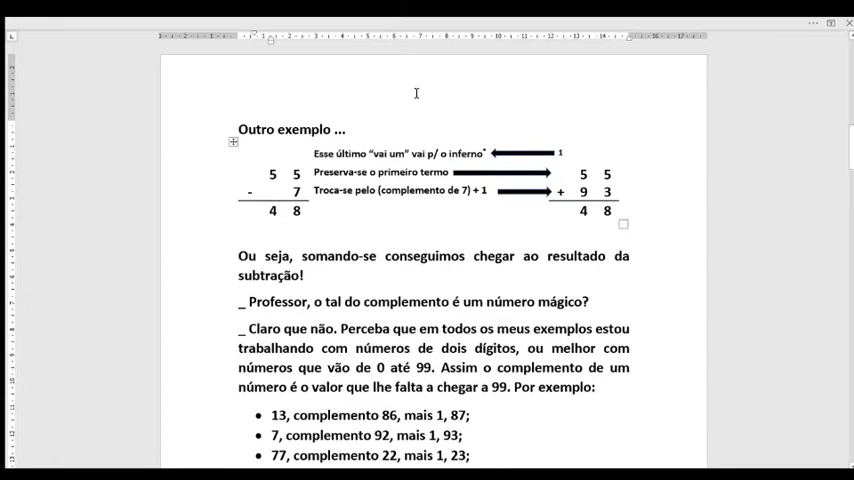 Outro exemplo ...
Esse último “vai um” vai p/ o inferno* 1
5 5 Preserva-se o primeiro termo 5 5
- 7 Troca-se pelo (complemento de 7) + 1 + 9 3
4 8 4 8
Ou seja, somando-se conseguimos chegar ao resultado da
subtração!
_ Professor, o tal do complemento é um número mágico?
_ Claro que não. Perceba que em todos os meus exemplos estou
trabalhando com números de dois dígitos, ou melhor com
números que vão de 0 até 99. Assim o complemento de um
número é o valor que lhe falta a chegar a 99. Por exemplo:
• 13, complemento 86, mais 1, 87;
• 7, complemento 92, mais 1, 93;
• 77, complemento 22, mais 1, 23;